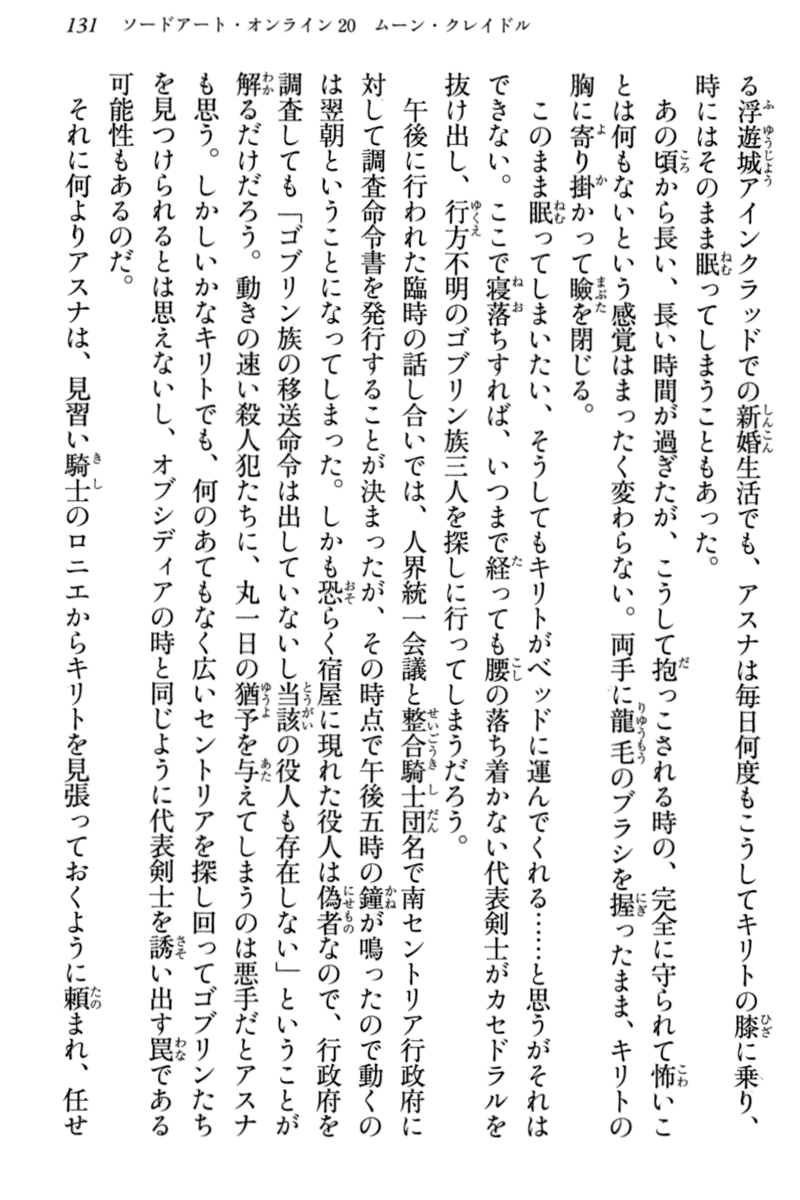 131　ソードアート・オンライン20　ムーン・クレイドル
る浮遊城アインクラッドでの新婚生活でも、アスナは毎日何度もこうしてキリトの膝に乗り、
時にはそのまま眠ってしまうこともあった。
　あの頃から長い、長い時間が過ぎたが、こうして抱っこされる時の、完全に守られて怖いこ
とは何もないという感覚はまったく変わらない。両手に龍毛のブラシを握ったまま、キリトの
胸に寄り掛かって瞼を閉じる。
　このまま眠ってしまいたい、そうしてもキリトがベッドに運んでくれる……と思うがそれは
できない。ここで寝落ちすれば、いつまで経っても腰の落ち着かない代表剣士がカセドラルを
抜け出し、行方不明のゴブリン族三人を探しに行ってしまうだろう。
　午後に行われた臨時の話し合いでは、人界統一会議と整合騎士団名で南セントリア行政府に
対して調査命令書を発行することが決まったが、その時点で午後五時の鐘が鳴ったので動くの
は翌朝ということになってしまった。しかも恐らく宿屋に現れた役人は偽者なので、行政府を
調査しても「ゴブリン族の移送命令は出していないし当該の役人も存在しない」ということが
解るだけだろう。動きの速い殺人犯たちに、丸一日の猶予を与えてしまうのは悪手だとアスナ
も思う。しかしいかなキリトでも、何のあてもなく広いセントリアを探し回ってゴブリンたち
を見つけられるとは思えないし、オブシディアの時と同じように代表剣士を誘い出す罠である
可能性もあるのだ。
　それに何よりアスナは、見習い騎士のロニエからキリトを見張っておくように頼まれ、任せ